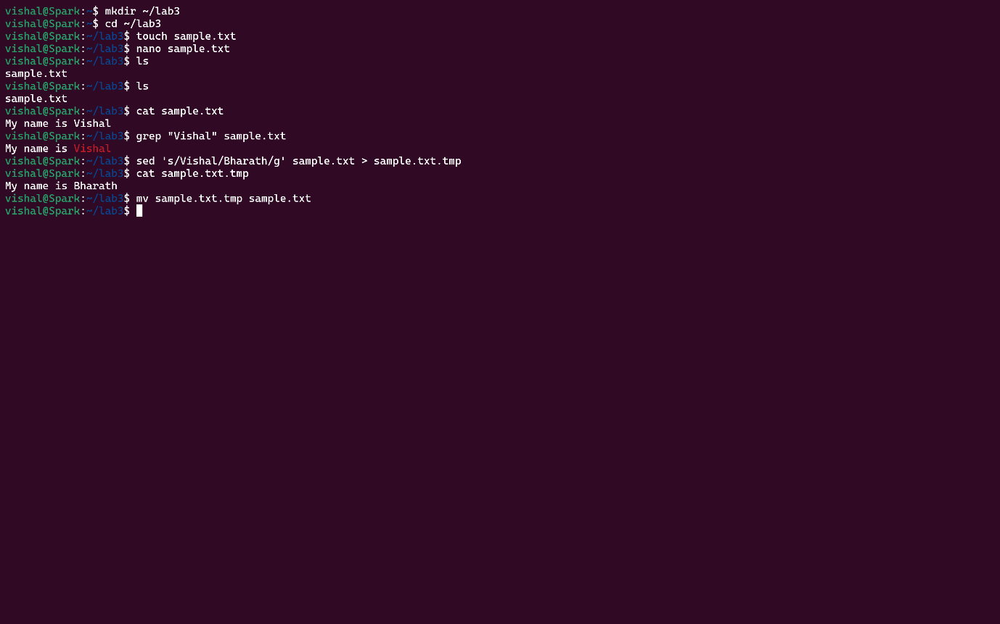 vishal@Spark:~$ mkdir ~/lab3
vishal@Spark:~$ cd ~/lab3
vishal@Spark:~/lab3$ touch sample.txt
vishal@Spark:~/lab3$ nano sample.txt
vishal@Spark:~/lab3$ ls
sample.txt
vishal@Spark:~/lab3$ ls
sample.txt
vishal@Spark:~/lab3$ cat sample.txt
My name is Vishal
vishal@Spark:~/lab3$ grep "Vishal" sample.txt
My name is Vishal
vishal@Spark:~/lab3$ sed 's/Vishal/Bharath/g' sample.txt > sample.txt.tmp
vishal@Spark:~/lab3$ cat sample.txt.tmp
My name is Bharath
vishal@Spark:~/lab3$ mv sample.txt.tmp sample.txt
vishal@Spark:~/lab3$